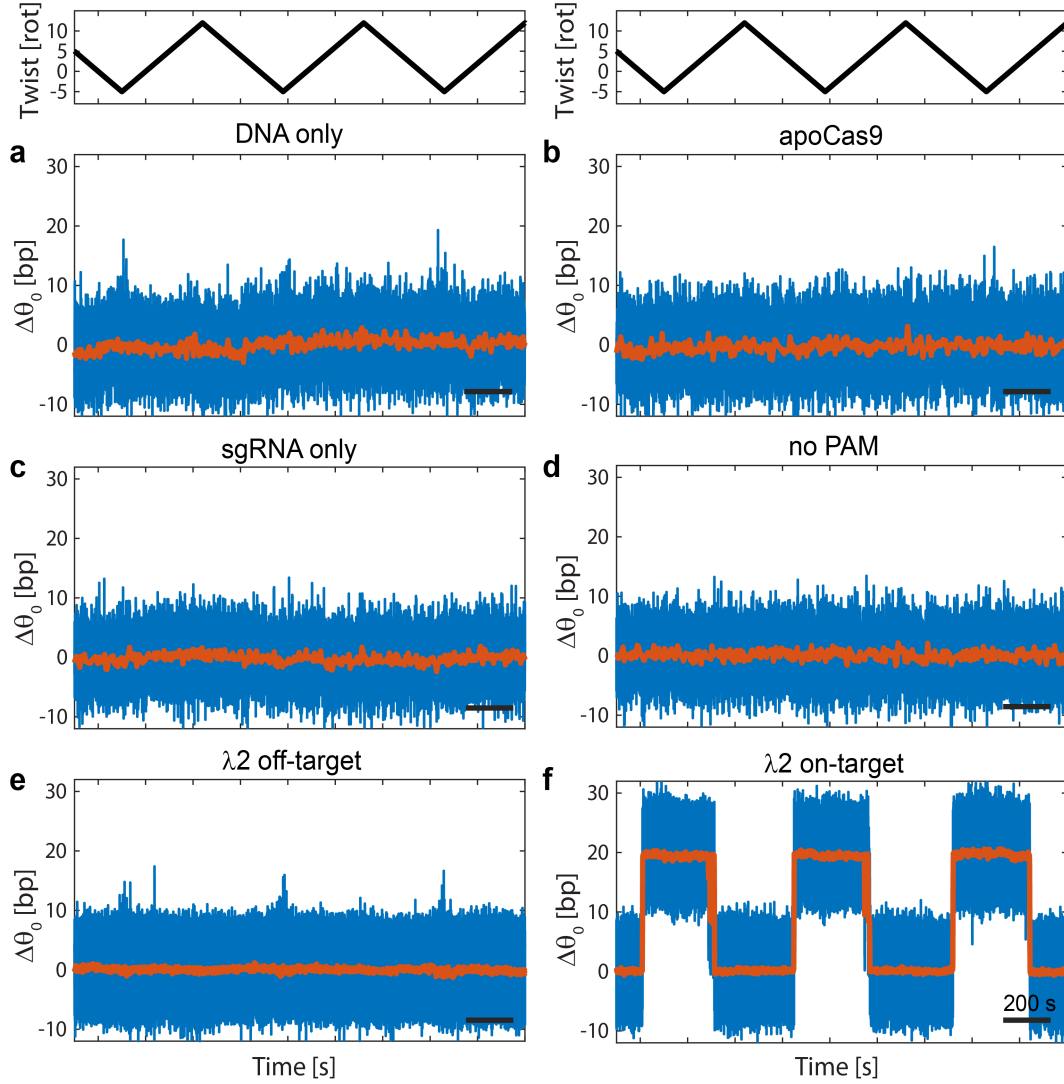 Twist [rot]
10
5
0
-5
Twist [rot]
10
5
0
-5
a
DNA only
Δθ0 [bp]
30
20
10
0
-10
b
apoCas9
Δθ0 [bp]
30
20
10
0
-10
c
sgRNA only
Δθ0 [bp]
30
20
10
0
-10
d
no PAM
Δθ0 [bp]
30
20
10
0
-10
e
λ2 off-target
Δθ0 [bp]
30
20
10
0
-10
Time [s]
f
λ2 on-target
Δθ0 [bp]
30
20
10
0
-10
200 s
Time [s]